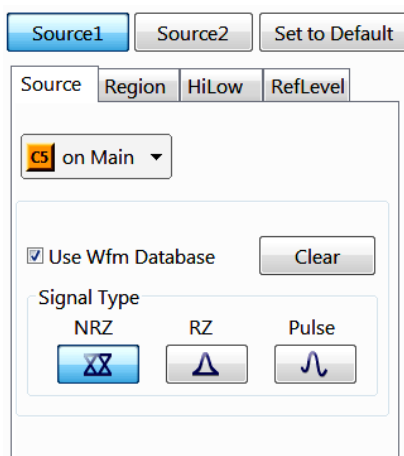 Source1 Source2 Set to Default
Source Region HiLow RefLevel
C5 on Main
Use Wfm Database Clear
Signal Type
NRZ RZ Pulse